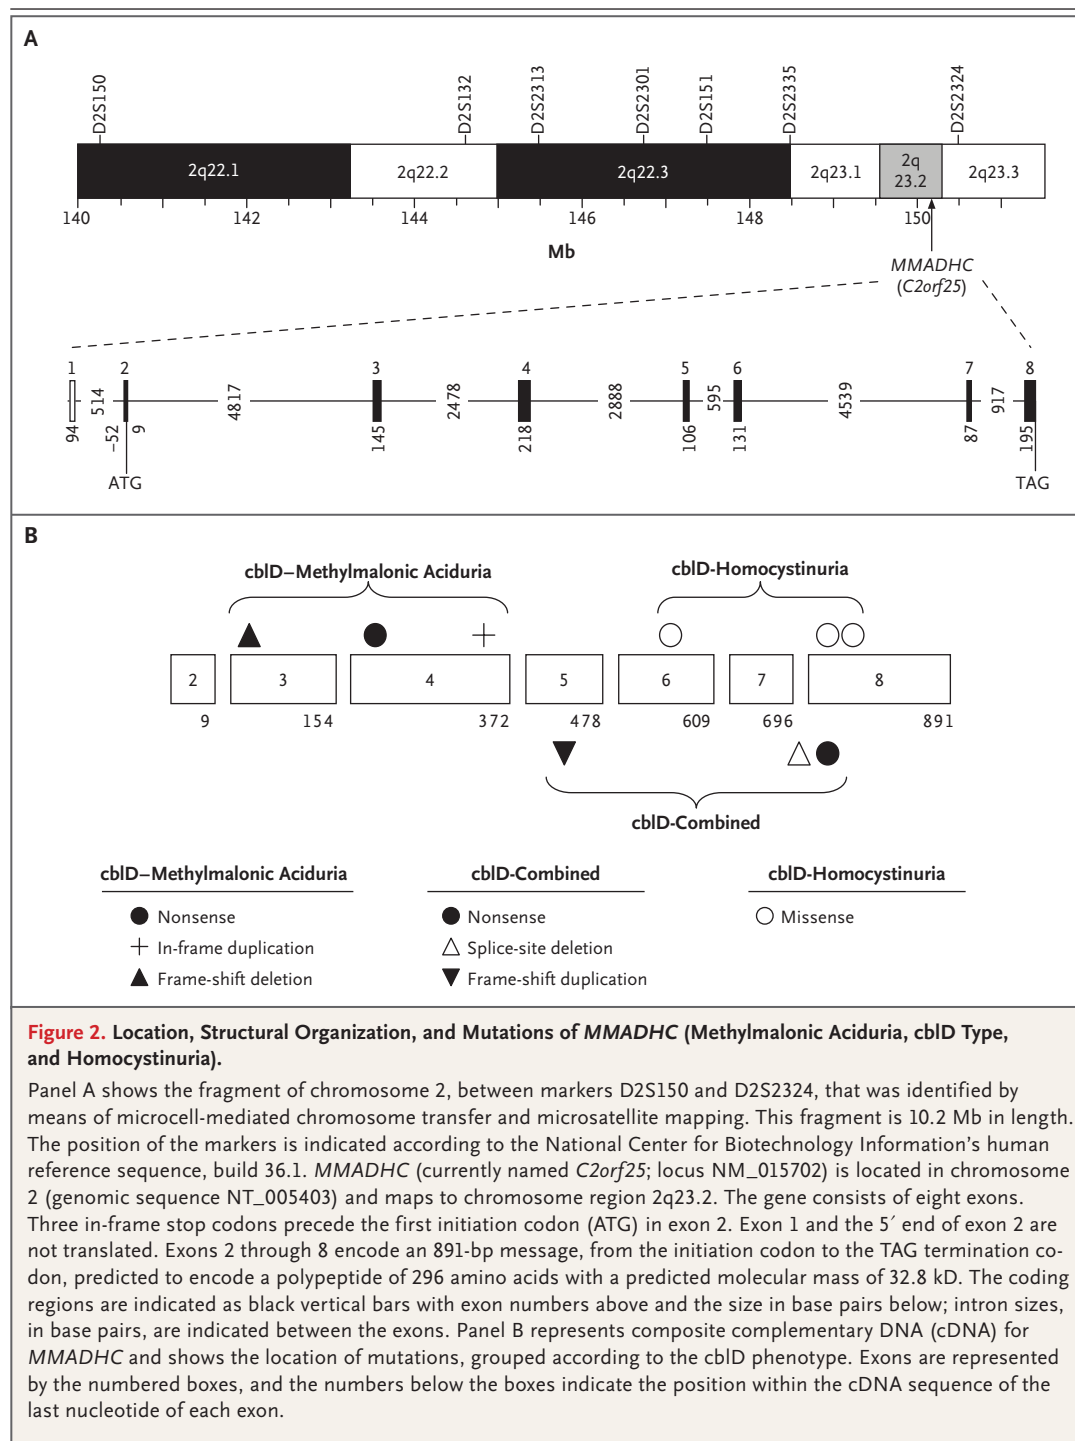 A
D2S150 D2S132 D2S2313 D2S2301 D2S151 D2S2335 D2S2324
2q22.1 2q22.2 2q22.3 2q23.1 2q 23.2 2q23.3
140 142 144 146 148 150
Mb
MMADHC
(C2orf25)
1 2 3 4 5 6 7 8
514 4817 2478 2888 595 4539 917
94 –52 9 145 218 106 131 87 195
ATG TAG
B
cblD–Methylmalonic Aciduria cblD-Homocystinuria
2 3 4 5 6 7 8
9 154 372 478 609 696 891
cblD-Combined
cblD–Methylmalonic Aciduria cblD-Combined cblD-Homocystinuria
Nonsense Nonsense Missense
In-frame duplication Splice-site deletion
Frame-shift deletion Frame-shift duplication
Figure 2. Location, Structural Organization, and Mutations of MMADHC (Methylmalonic Aciduria, cblD Type,
and Homocystinuria).
Panel A shows the fragment of chromosome 2, between markers D2S150 and D2S2324, that was identified by
means of microcell-mediated chromosome transfer and microsatellite mapping. This fragment is 10.2 Mb in length.
The position of the markers is indicated according to the National Center for Biotechnology Information's human
reference sequence, build 36.1. MMADHC (currently named C2orf25; locus NM_015702) is located in chromosome
2 (genomic sequence NT_005403) and maps to chromosome region 2q23.2. The gene consists of eight exons.
Three in-frame stop codons precede the first initiation codon (ATG) in exon 2. Exon 1 and the 5′ end of exon 2 are
not translated. Exons 2 through 8 encode an 891-bp message, from the initiation codon to the TAG termination co-
don, predicted to encode a polypeptide of 296 amino acids with a predicted molecular mass of 32.8 kD. The coding
regions are indicated as black vertical bars with exon numbers above and the size in base pairs below; intron sizes,
in base pairs, are indicated between the exons. Panel B represents composite complementary DNA (cDNA) for
MMADHC and shows the location of mutations, grouped according to the cblD phenotype. Exons are represented
by the numbered boxes, and the numbers below the boxes indicate the position within the cDNA sequence of the
last nucleotide of each exon.